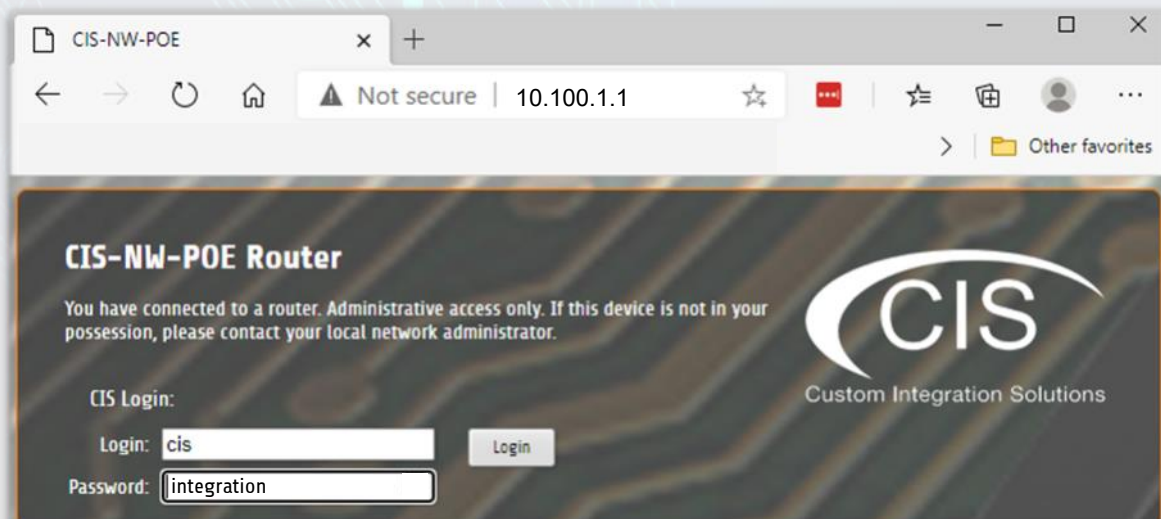 CIS-NW-POE
Not secure | 10.100.1.1
Other favorites
CIS-NW-POE Router
You have connected to a router. Administrative access only. If this device is not in your
possession, please contact your local network administrator.
CIS
Custom Integration Solutions
CIS Login:
Login: cis
Login
Password: integration